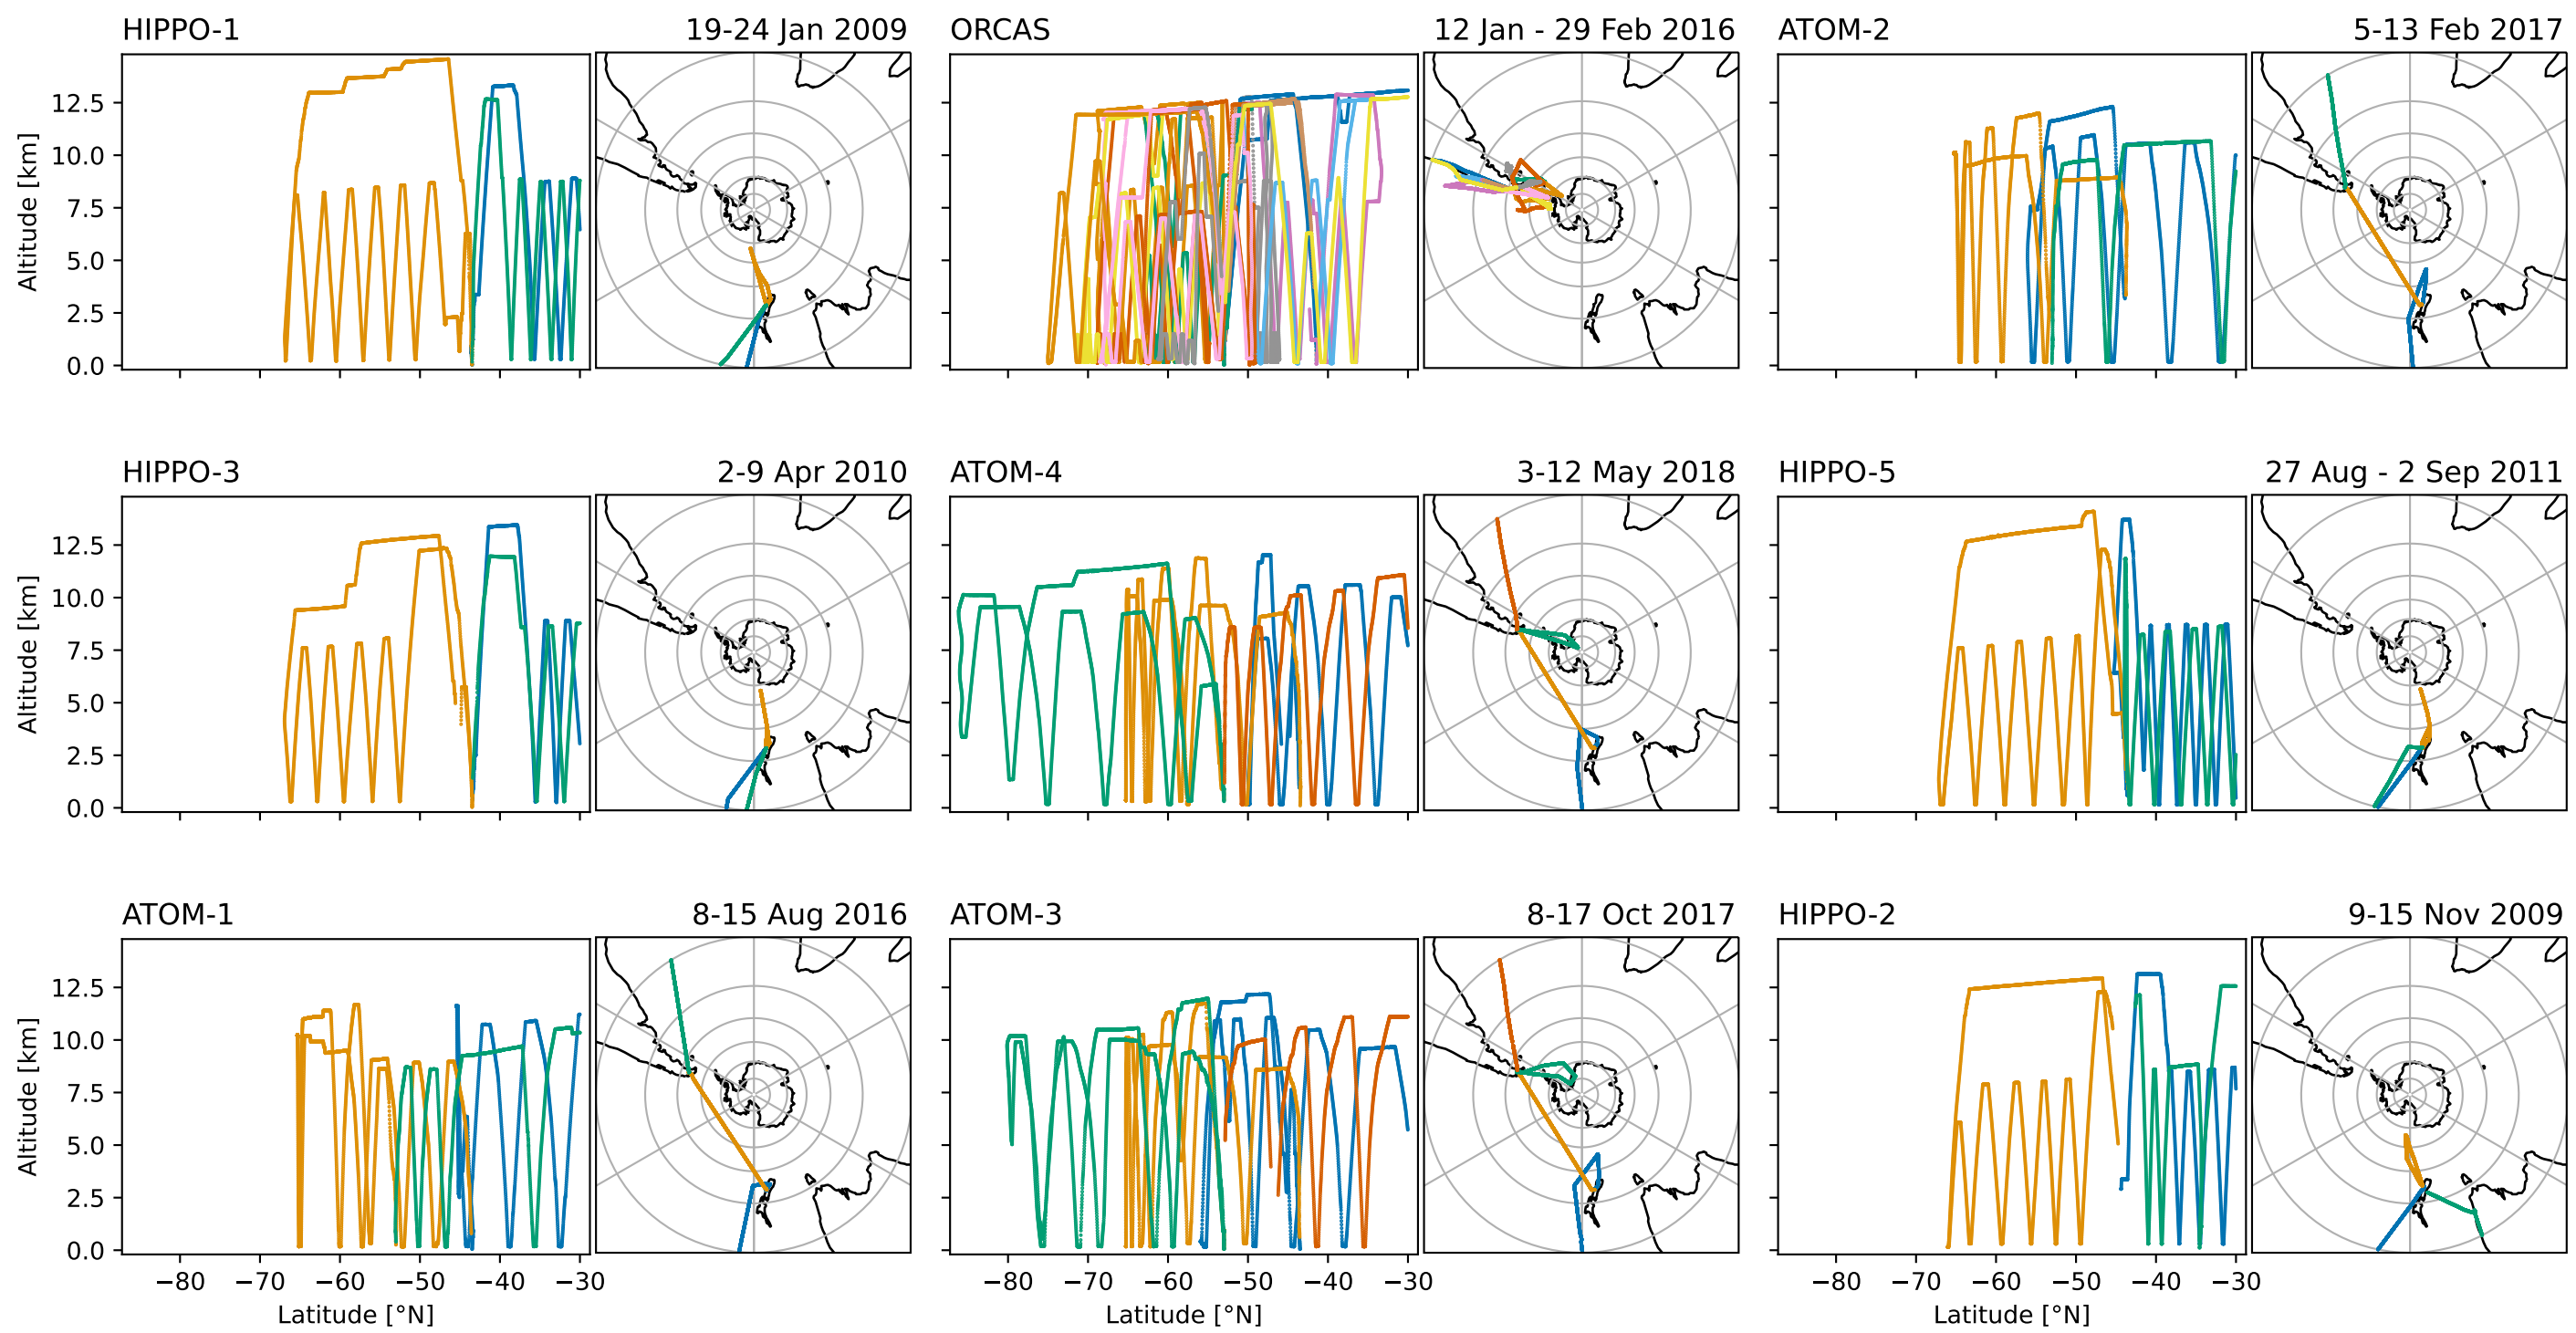 HIPPO-1 19-24 Jan 2009 ORCAS 12 Jan - 29 Feb 2016 ATOM-2 5-13 Feb 2017
12.5
10.0
7.5
5.0
2.5
0.0
Altitude [km]
HIPPO-3 2-9 Apr 2010 ATOM-4 3-12 May 2018 HIPPO-5 27 Aug - 2 Sep 2011
12.5
10.0
7.5
5.0
2.5
0.0
Altitude [km]
ATOM-1 8-15 Aug 2016 ATOM-3 8-17 Oct 2017 HIPPO-2 9-15 Nov 2009
12.5
10.0
7.5
5.0
2.5
0.0
Altitude [km]
−80 −70 −60 −50 −40 −30 −80 −70 −60 −50 −40 −30 −80 −70 −60 −50 −40 −30
Latitude [°N] Latitude [°N] Latitude [°N]